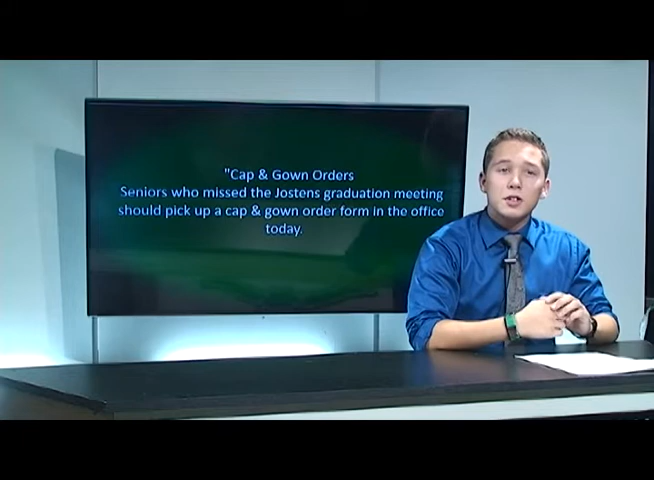 "Cap & Gown Orders
Seniors who missed the Jostens graduation meeting
should pick up a cap & gown order form in the office
today.